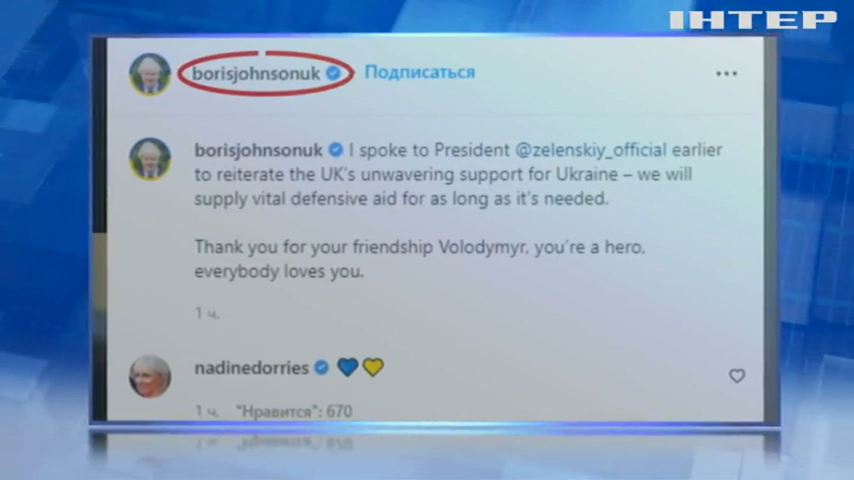 ІНТЕР
borisjohnsonuk Подписаться
borisjohnsonuk I spoke to President @zelenskiy_official earlier
to reiterate the UK's unwavering support for Ukraine – we will
supply vital defensive aid for as long as it's needed.
Thank you for your friendship Volodymyr, you're a hero,
everybody loves you.
1 ч.
nadinedorries 💙💛
1 ч. "Нравится": 670